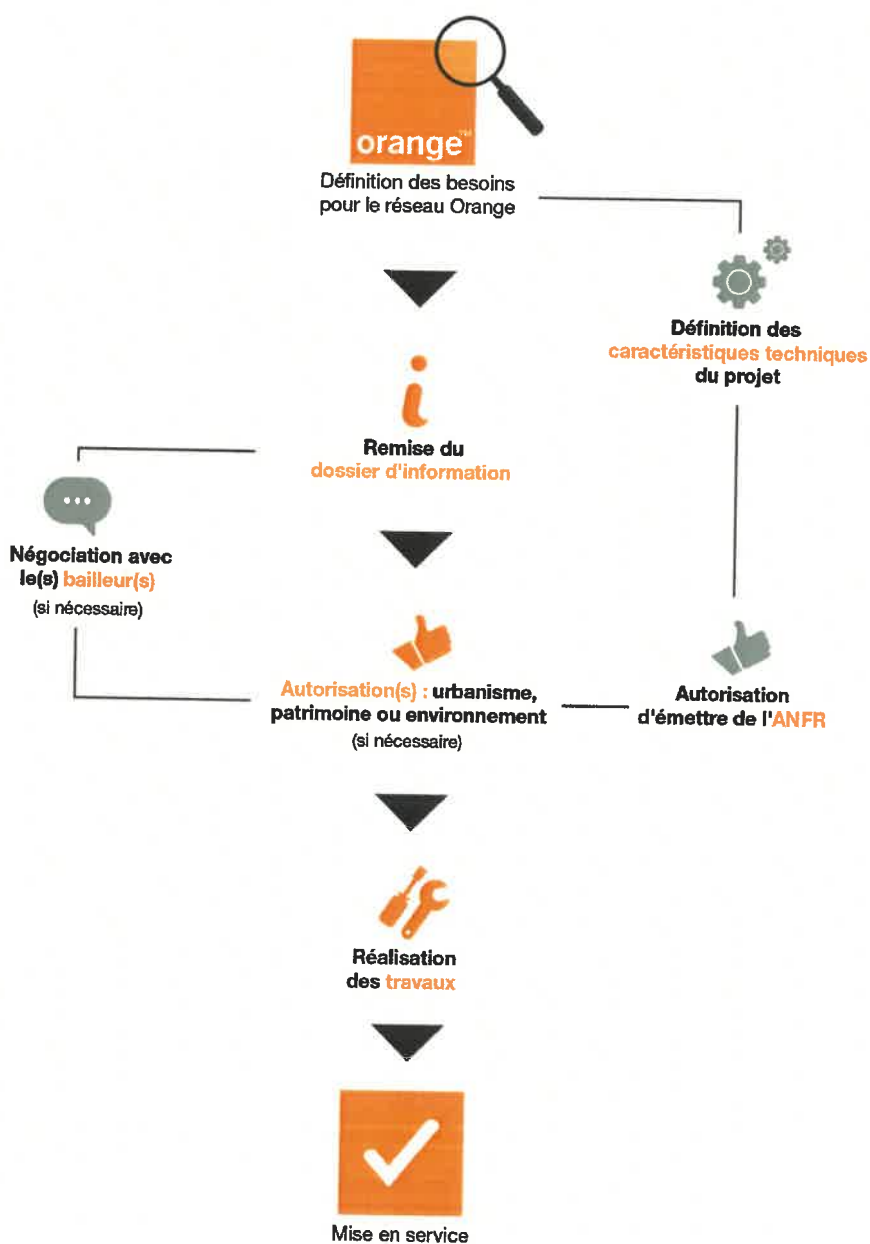 orange™
Définition des besoins
pour le réseau Orange
Définition des
caractéristiques techniques
du projet
Remise du
dossier d'information
Négociation avec
le(s) bailleur(s)
(si nécessaire)
Autorisation(s) : urbanisme,
patrimoine ou environnement
(si nécessaire)
Autorisation
d'émettre de l'ANFR
Réalisation
des travaux
Mise en service